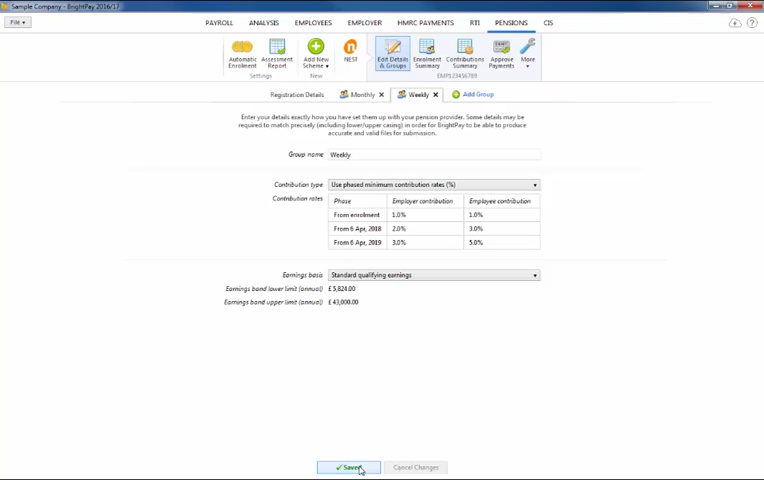 Sample Company - BrightPay 2016/17
File
PAYROLL ANALYSIS EMPLOYEES EMPLOYER HMRC PAYMENTS RTI PENSIONS CIS
?
Automatic Enrolment
Assessment Report
Add New Scheme
NEST
Edit Details & Groups
Enrolment Summary
Contributions Summary
Approve Payments
More
Settings New EMP123456789
Registration Details Monthly Weekly Add Group
Enter your details exactly how you have set them up with your pension provider. Some details may be
required to match precisely (including lower/upper casing) in order for BrightPay to be able to produce
accurate and valid files for submission.
Group name Weekly
Contribution type Use phased minimum contribution rates (%)
Contribution rates Phase Employer contribution Employee contribution
From enrolment 1.0% 1.0%
From 6 Apr, 2018 2.0% 3.0%
From 6 Apr, 2019 3.0% 5.0%
Earnings basis Standard qualifying earnings
Earnings band lower limit (annual) £ 5,824.00
Earnings band upper limit (annual) £ 43,000.00
Saved Cancel Changes